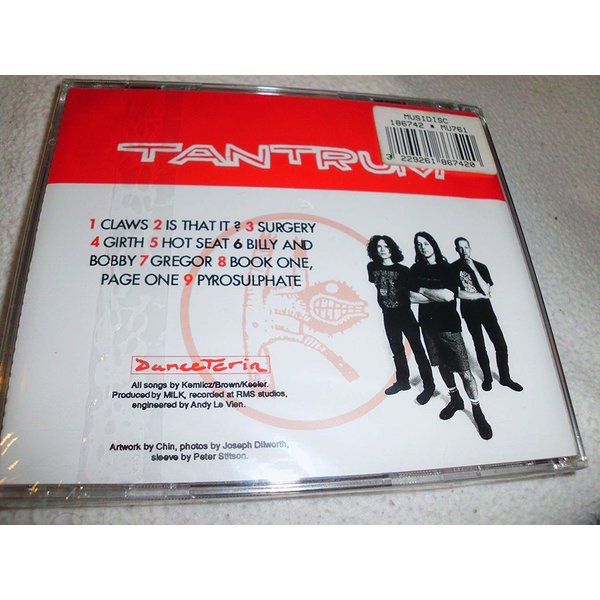 MUSIDISC
186742 • MU761
3 229261 867420
TANTRUM
1 CLAWS 2 IS THAT IT ? 3 SURGERY
4 GIRTH 5 HOT SEAT 6 BILLY AND
BOBBY 7 GREGOR 8 BOOK ONE,
PAGE ONE 9 PYROSULPHATE
DanceTeria
All songs by Kemlicz/Brown/Keeler.
Produced by MILK, recorded at RMS studios,
engineered by Andy Le Vien.
Artwork by Chin, photos by Joseph Dilworth,
sleeve by Peter Stitson.